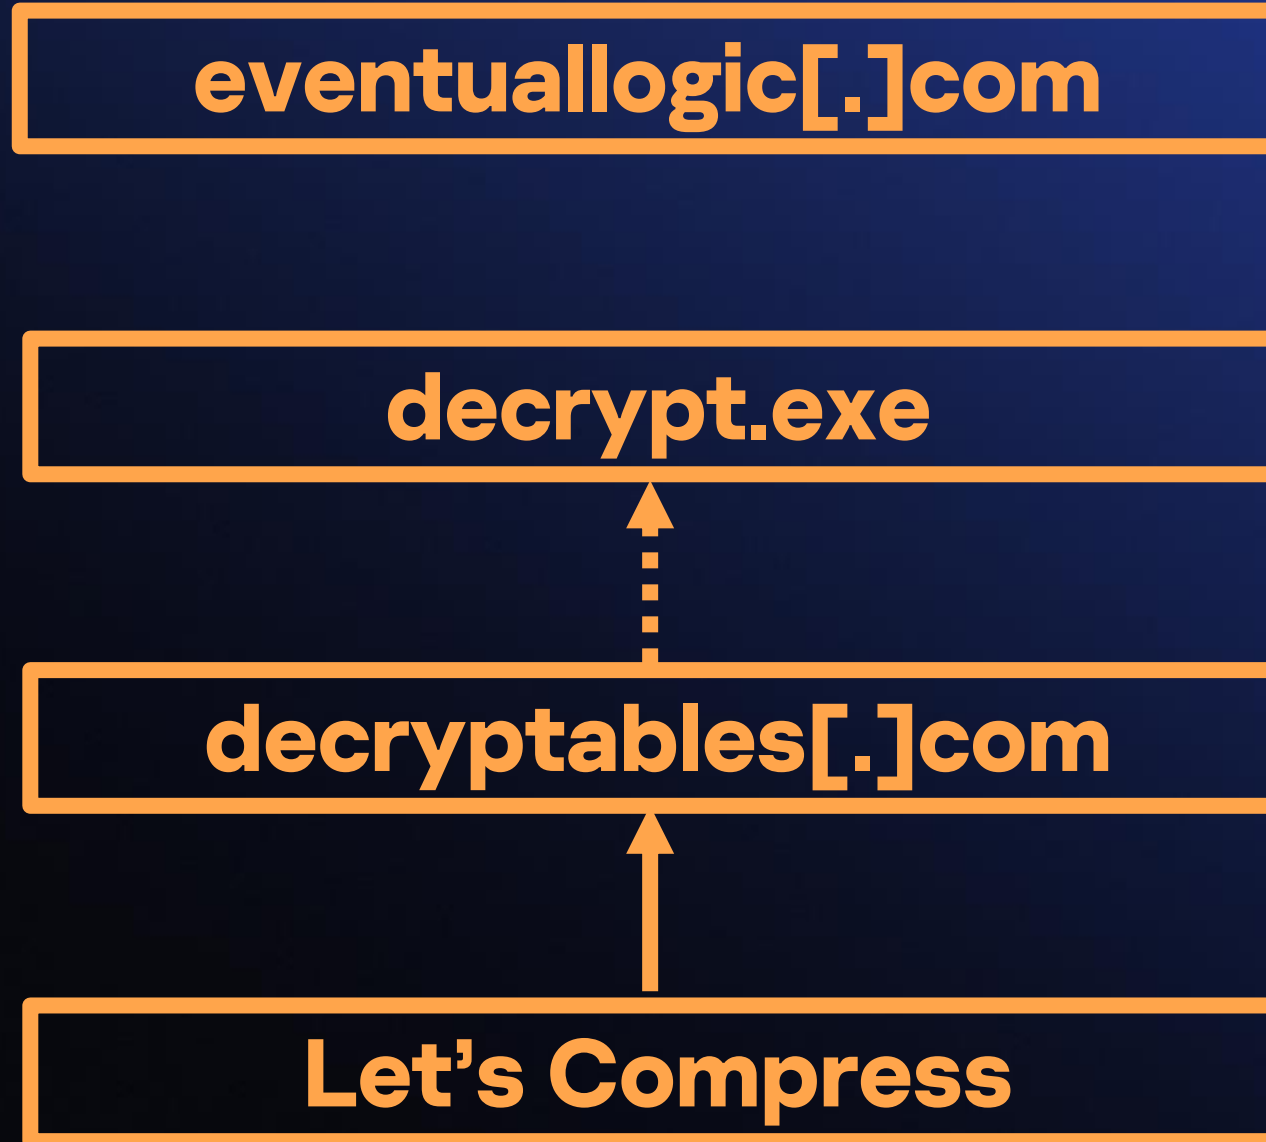 eventuallogic[.]com
decrypt.exe
decryptables[.]com
Let’s Compress